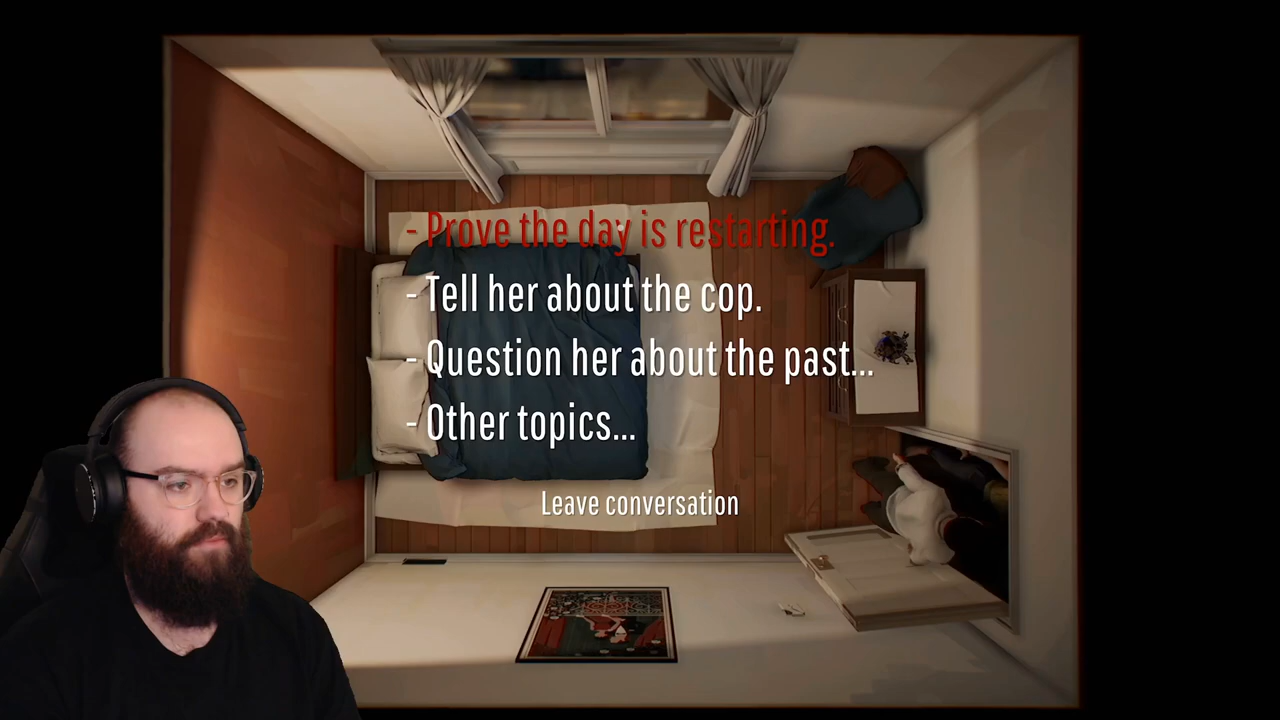 - Prove the day is restarting.
- Tell her about the cop.
- Question her about the past...
- Other topics...
Leave conversation